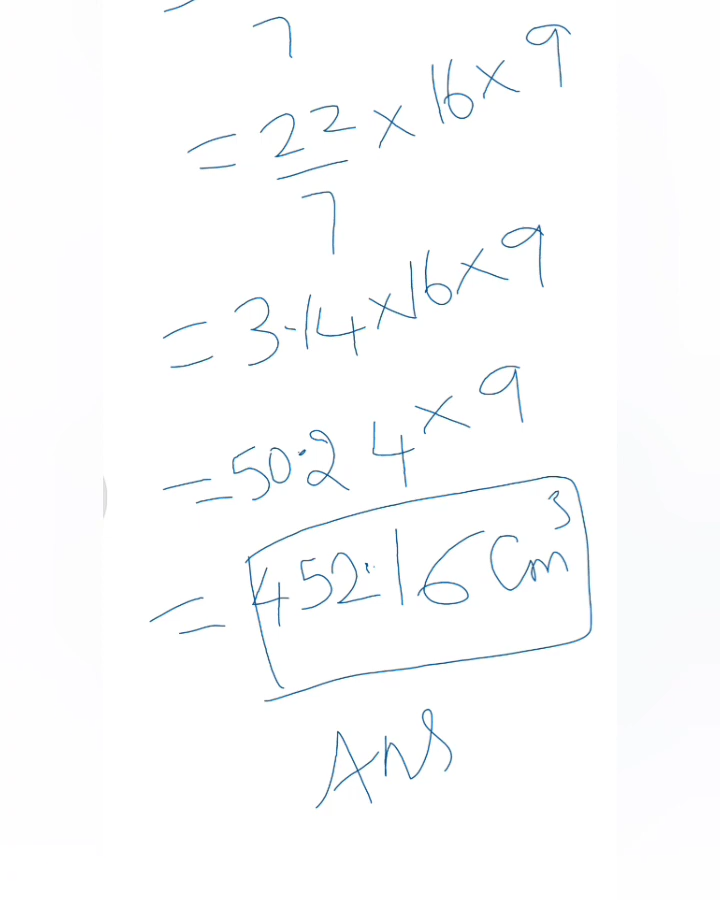 7
= 22 × 16 × 9
7
= 3.14 × 16 × 9
= 50.24 × 9
= 452.16 Cm³
Ans